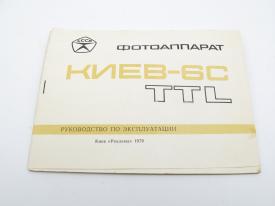 СССР
ФОТОАППАРАТ
КИЕВ-6С
TTL
РУКОВОДСТВО ПО ЭКСПЛУАТАЦИИ
Киев «Реклама» 1979